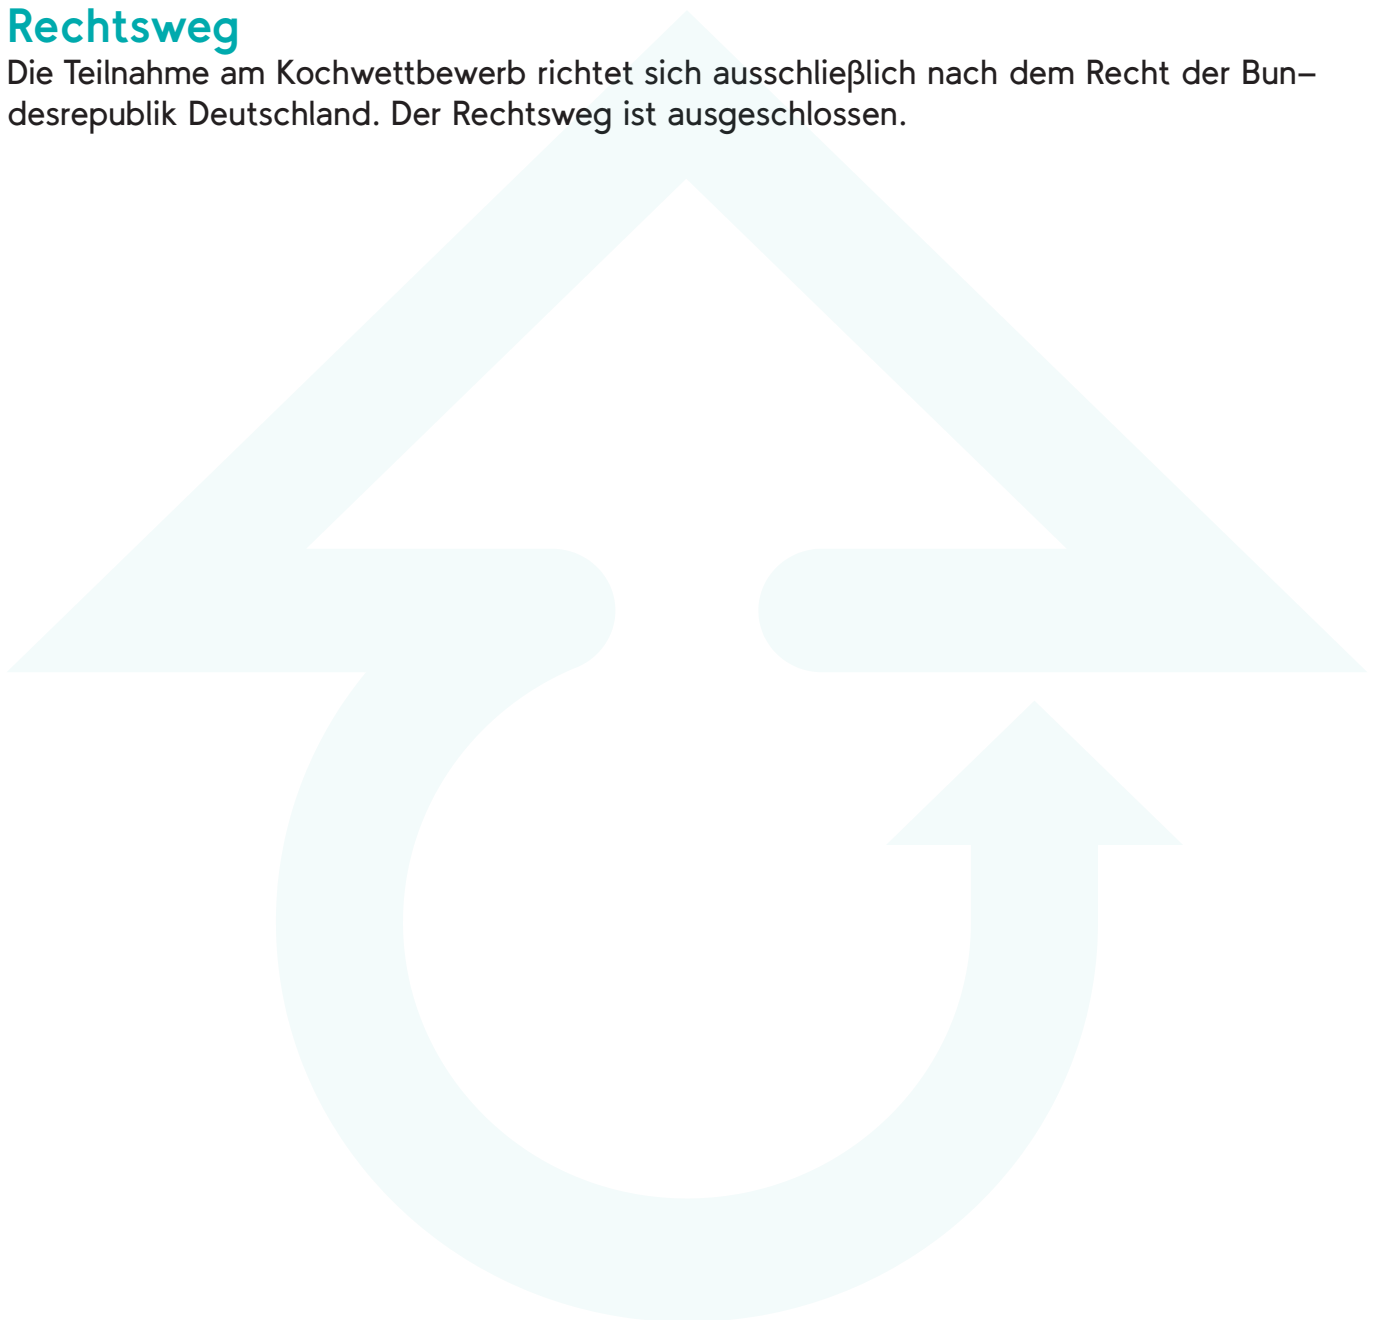 Rechtsweg
Die Teilnahme am Kochwettbewerb richtet sich ausschließlich nach dem Recht der Bun–
desrepublik Deutschland. Der Rechtsweg ist ausgeschlossen.